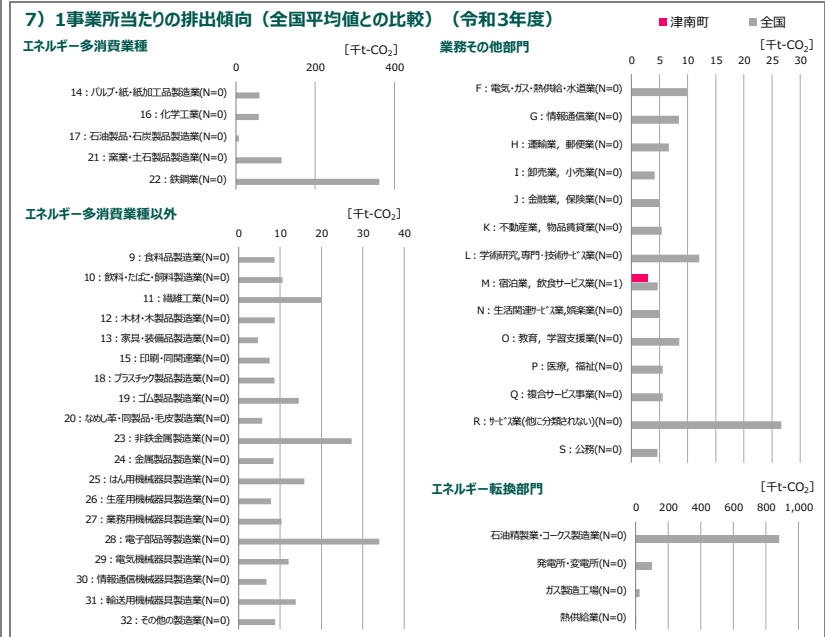 7）1事業所当たりの排出傾向（全国平均値との比較）（令和3年度）
■津南町 ■全国
エネルギー多消費業種
[千t-CO₂]
0 200 400
14：パルプ・紙・紙加工品製造業(N=0)
16：化学工業(N=0)
17：石油製品・石炭製品製造業(N=0)
21：窯業・土石製品製造業(N=0)
22：鉄鋼業(N=0)
エネルギー多消費業種以外
[千t-CO₂]
0 10 20 30 40
9：食料品製造業(N=0)
10：飲料・たばこ・飼料製造業(N=0)
11：繊維工業(N=0)
12：木材・木製品製造業(N=0)
13：家具・装備品製造業(N=0)
15：印刷・同関連業(N=0)
18：プラスチック製品製造業(N=0)
19：ゴム製品製造業(N=0)
20：なめし革・同製品・毛皮製造業(N=0)
23：非鉄金属製造業(N=0)
24：金属製品製造業(N=0)
25：はん用機械器具製造業(N=0)
26：生産用機械器具製造業(N=0)
27：業務用機械器具製造業(N=0)
28：電子部品等製造業(N=0)
29：電気機械器具製造業(N=0)
30：情報通信機械器具製造業(N=0)
31：輸送用機械器具製造業(N=0)
32：その他の製造業(N=0)
業務その他部門
[千t-CO₂]
0 5 10 15 20 25 30
F：電気・ガス・熱供給・水道業(N=0)
G：情報通信業(N=0)
H：運輸業，郵便業(N=0)
I：卸売業，小売業(N=0)
J：金融業，保険業(N=0)
K：不動産業，物品賃貸業(N=0)
L：学術研究,専門・技術ｻｰﾋﾞｽ業(N=0)
M：宿泊業，飲食サービス業(N=1)
N：生活関連ｻｰﾋﾞｽ業,娯楽業(N=0)
O：教育，学習支援業(N=0)
P：医療，福祉(N=0)
Q：複合サービス事業(N=0)
R：ｻｰﾋﾞｽ業(他に分類されない)(N=0)
S：公務(N=0)
エネルギー転換部門
[千t-CO₂]
0 200 400 600 800 1,000
石油精製業・コークス製造業(N=0)
発電所・変電所(N=0)
ガス製造工場(N=0)
熱供給業(N=0)